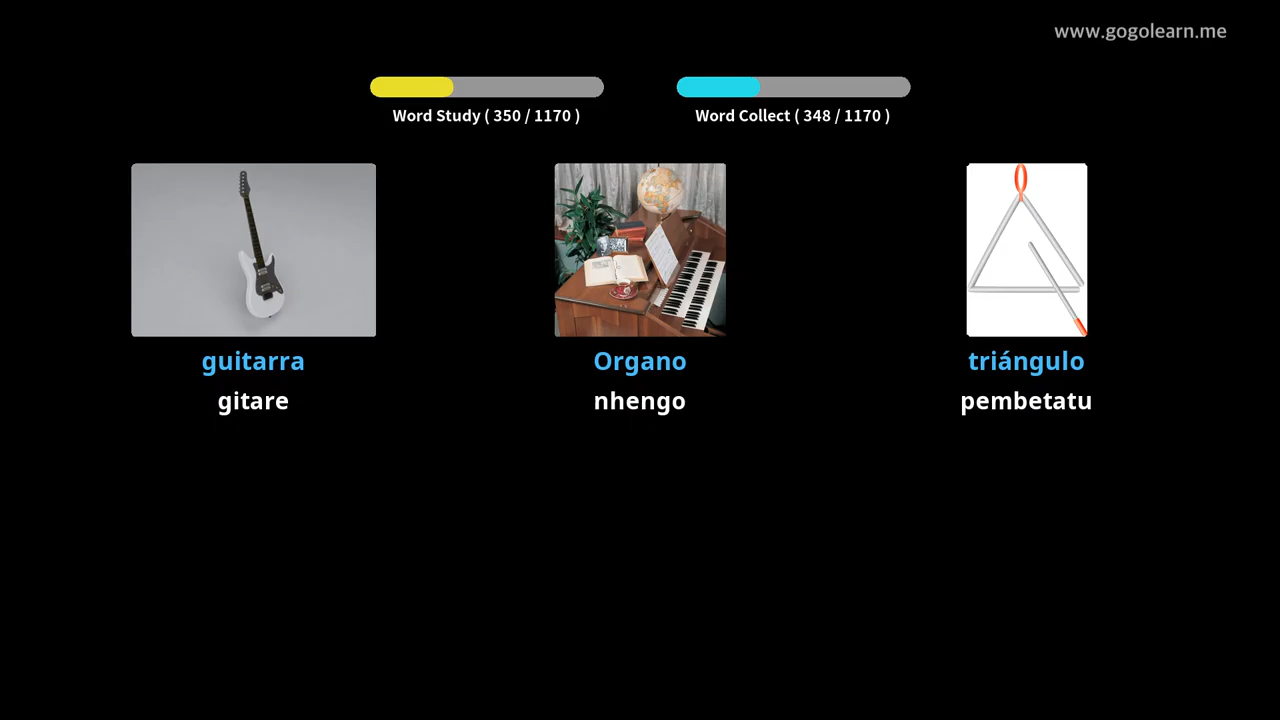 www.gogolearn.me
Word Study ( 350 / 1170 )
Word Collect ( 348 / 1170 )
guitarra
Organo
triángulo
gitare
nhengo
pembetatu